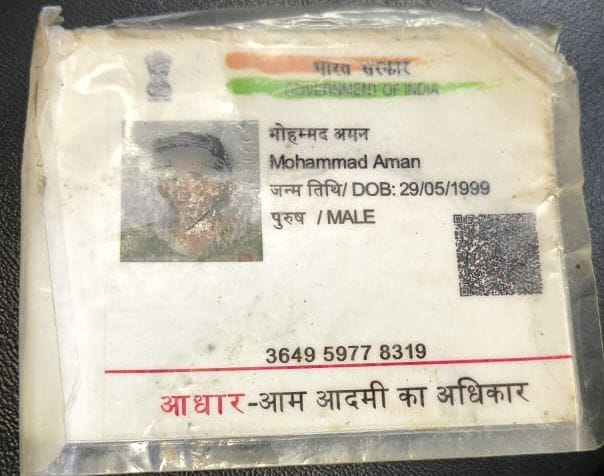 भारत सरकार
GOVERNMENT OF INDIA
मोहम्मद अमन
Mohammad Aman
जन्म तिथि/ DOB: 29/05/1999
पुरुष / MALE
3649 5977 8319
आधार-आम आदमी का अधिकार